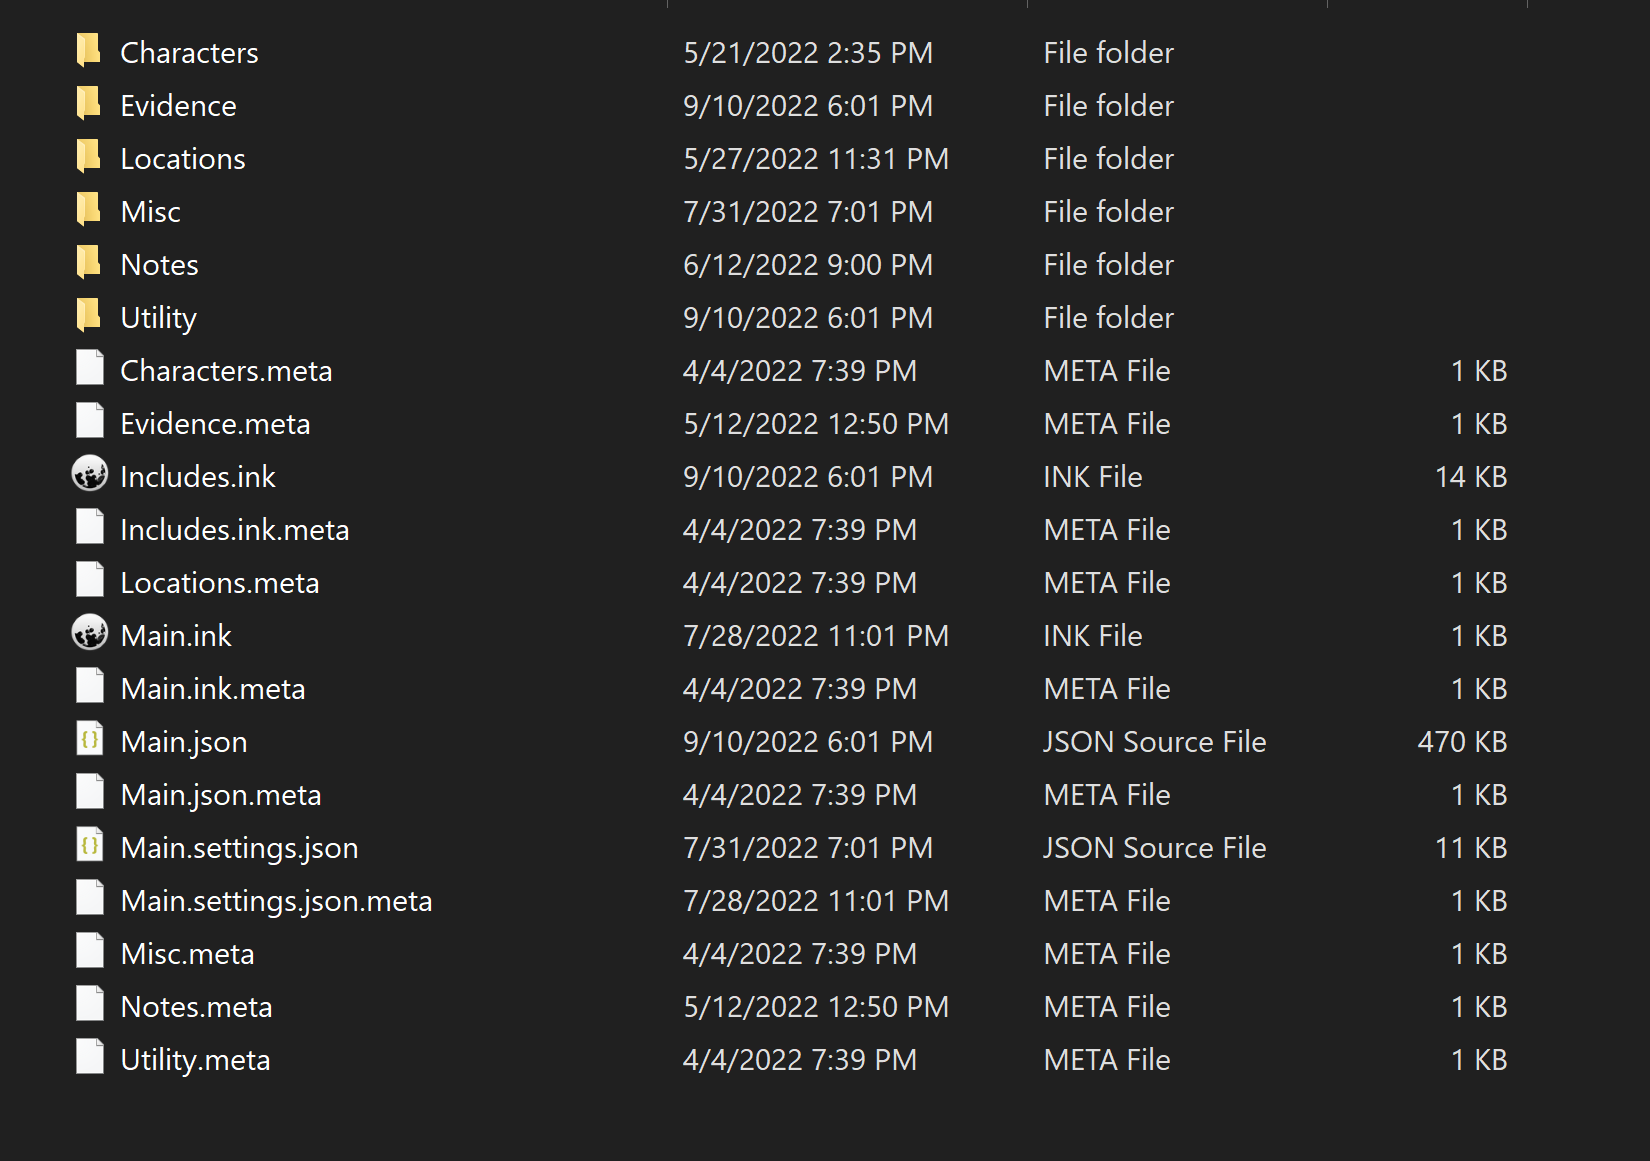 Characters 5/21/2022 2:35 PM File folder
Evidence 9/10/2022 6:01 PM File folder
Locations 5/27/2022 11:31 PM File folder
Misc 7/31/2022 7:01 PM File folder
Notes 6/12/2022 9:00 PM File folder
Utility 9/10/2022 6:01 PM File folder
Characters.meta 4/4/2022 7:39 PM META File 1 KB
Evidence.meta 5/12/2022 12:50 PM META File 1 KB
Includes.ink 9/10/2022 6:01 PM INK File 14 KB
Includes.ink.meta 4/4/2022 7:39 PM META File 1 KB
Locations.meta 4/4/2022 7:39 PM META File 1 KB
Main.ink 7/28/2022 11:01 PM INK File 1 KB
Main.ink.meta 4/4/2022 7:39 PM META File 1 KB
Main.json 9/10/2022 6:01 PM JSON Source File 470 KB
Main.json.meta 4/4/2022 7:39 PM META File 1 KB
Main.settings.json 7/31/2022 7:01 PM JSON Source File 11 KB
Main.settings.json.meta 7/28/2022 11:01 PM META File 1 KB
Misc.meta 4/4/2022 7:39 PM META File 1 KB
Notes.meta 5/12/2022 12:50 PM META File 1 KB
Utility.meta 4/4/2022 7:39 PM META File 1 KB